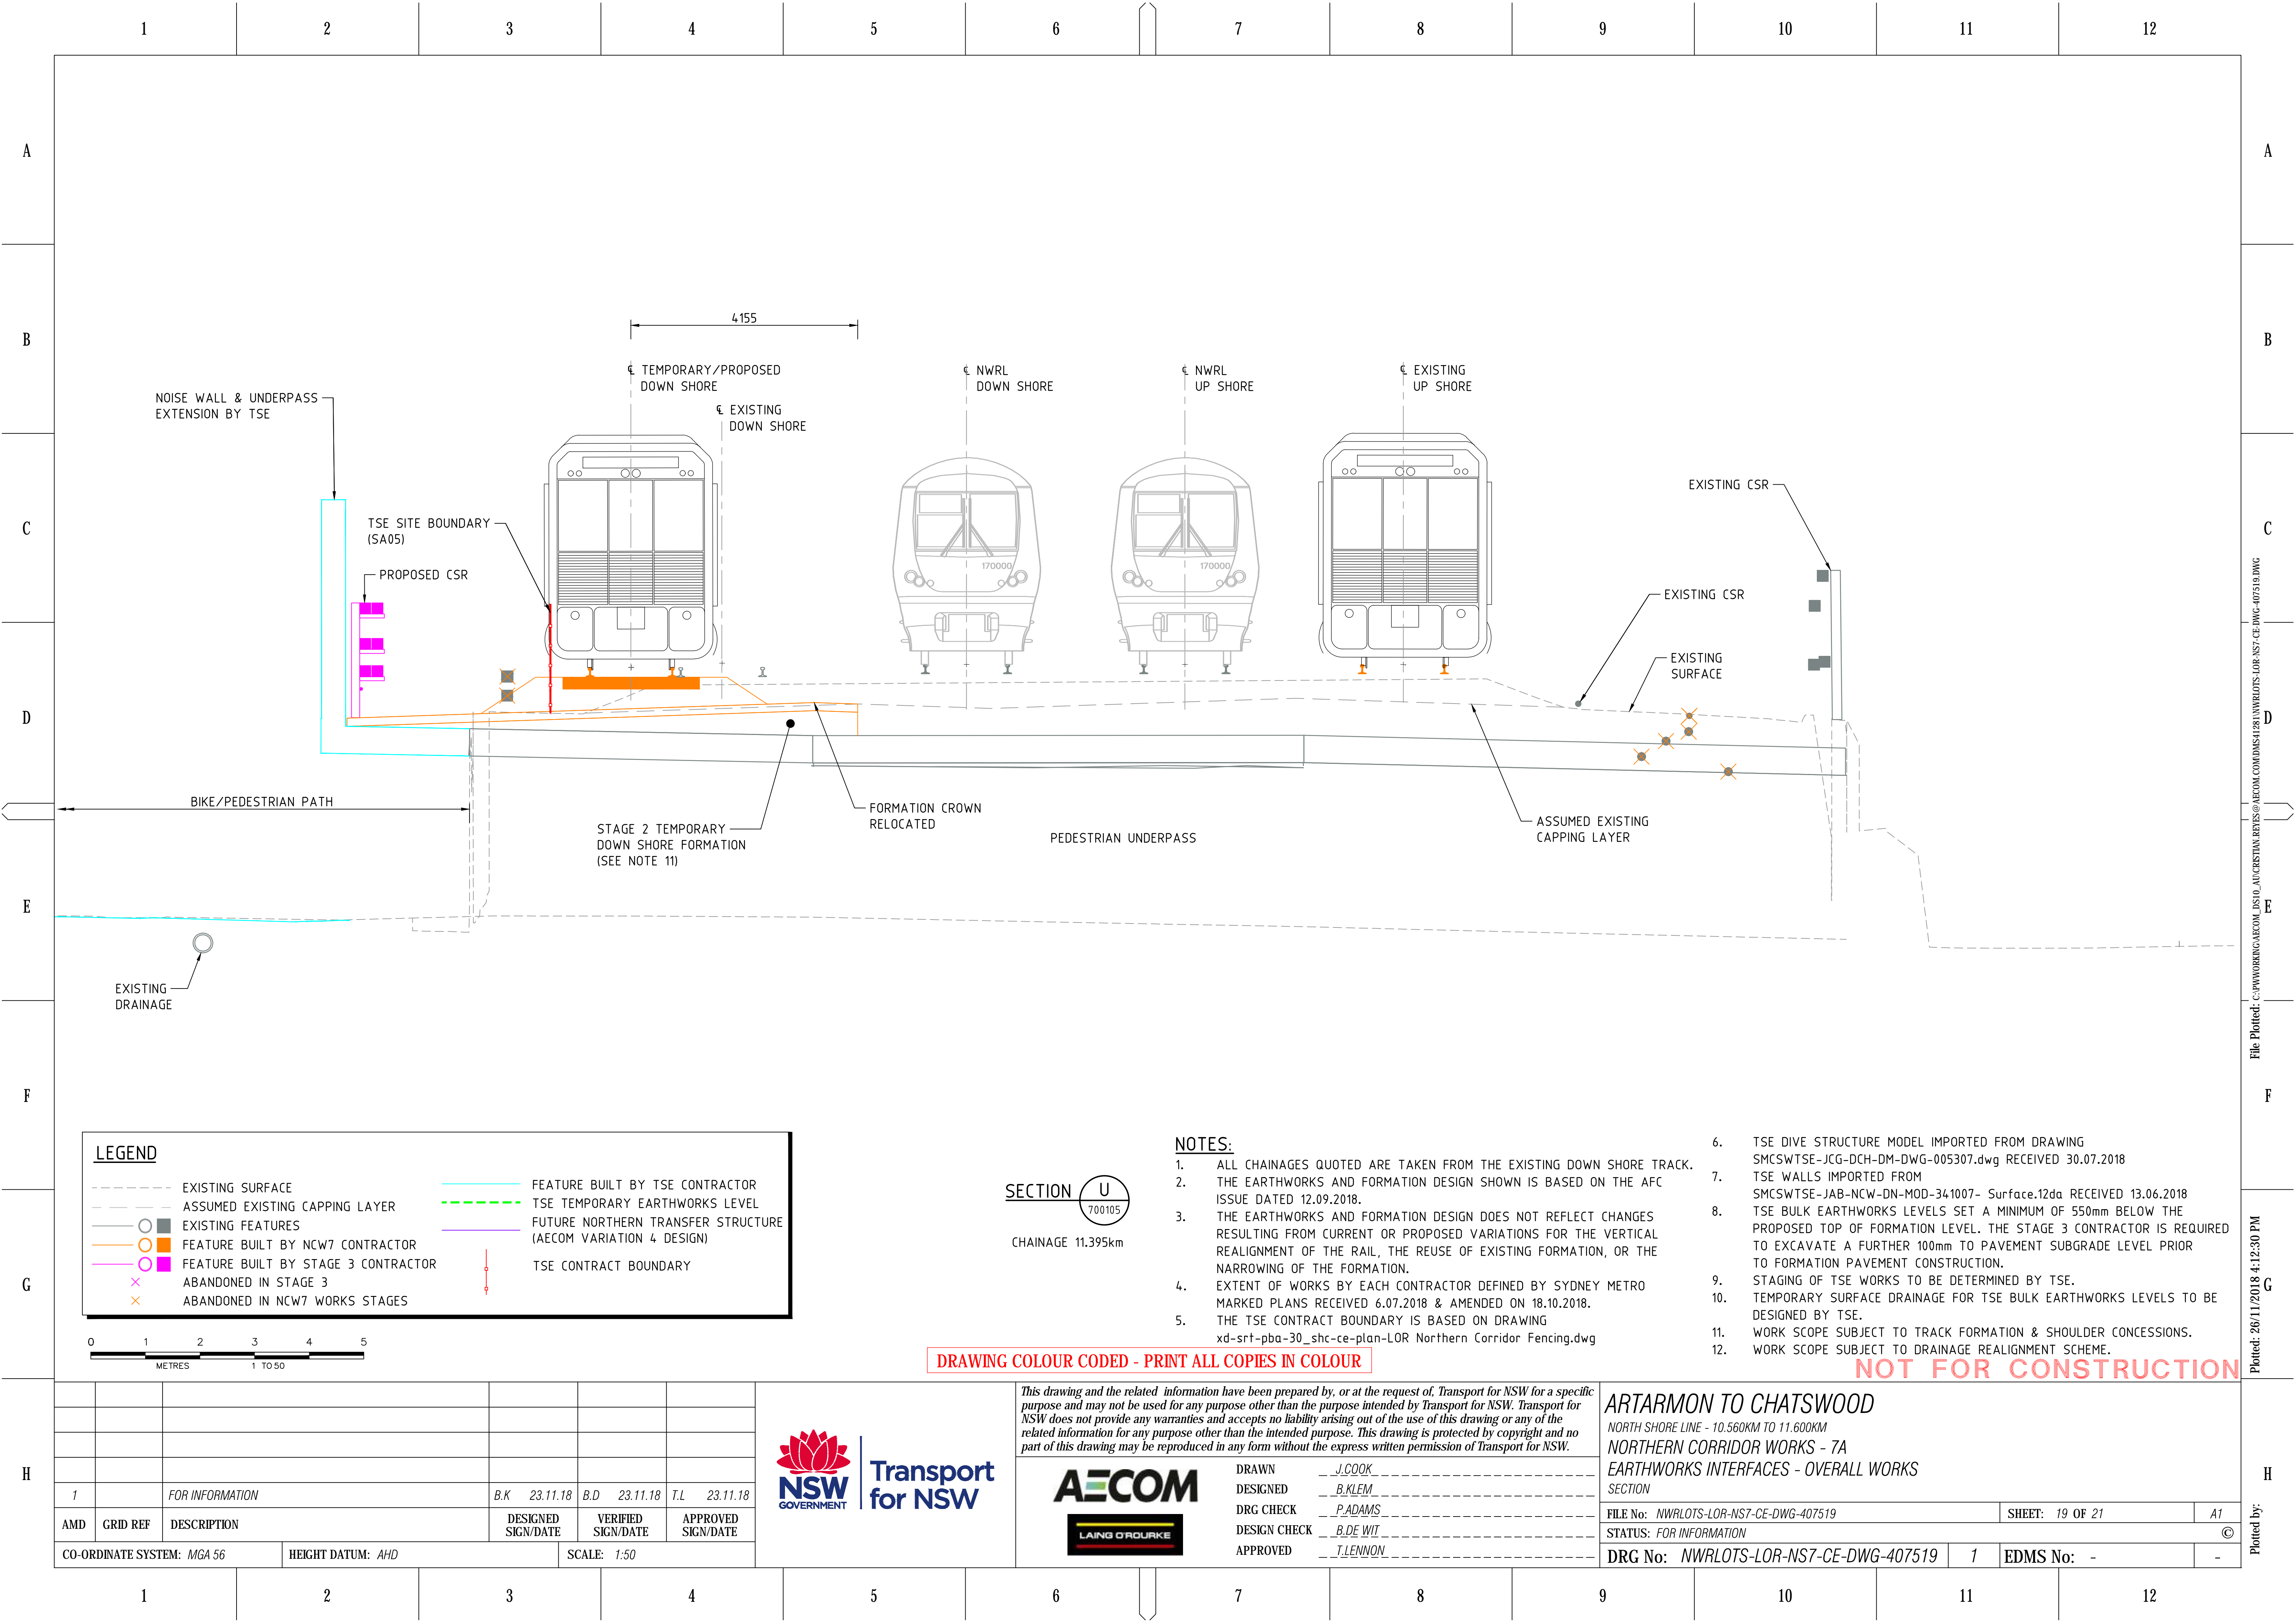 1 2 3 4 5 6 7 8 9 10 11 12
A
A
B
B
C
C
D
D
E
E
F
F
G
G
H
H
4155
℄ TEMPORARY/PROPOSED
DOWN SHORE
℄ EXISTING
DOWN SHORE
℄ NWRL
DOWN SHORE
℄ NWRL
UP SHORE
℄ EXISTING
UP SHORE
NOISE WALL & UNDERPASS
EXTENSION BY TSE
TSE SITE BOUNDARY
(SA05)
PROPOSED CSR
170000
170000
EXISTING CSR
EXISTING CSR
EXISTING
SURFACE
BIKE/PEDESTRIAN PATH
STAGE 2 TEMPORARY
DOWN SHORE FORMATION
(SEE NOTE 11)
FORMATION CROWN
RELOCATED
PEDESTRIAN UNDERPASS
ASSUMED EXISTING
CAPPING LAYER
EXISTING
DRAINAGE
LEGEND
EXISTING SURFACE
ASSUMED EXISTING CAPPING LAYER
EXISTING FEATURES
FEATURE BUILT BY NCW7 CONTRACTOR
FEATURE BUILT BY STAGE 3 CONTRACTOR
ABANDONED IN STAGE 3
ABANDONED IN NCW7 WORKS STAGES
FEATURE BUILT BY TSE CONTRACTOR
TSE TEMPORARY EARTHWORKS LEVEL
FUTURE NORTHERN TRANSFER STRUCTURE
(AECOM VARIATION 4 DESIGN)
TSE CONTRACT BOUNDARY
0 1 2 3 4 5
METRES 1 TO 50
SECTION U
700105
CHAINAGE 11.395km
NOTES:
1. ALL CHAINAGES QUOTED ARE TAKEN FROM THE EXISTING DOWN SHORE TRACK.
2. THE EARTHWORKS AND FORMATION DESIGN SHOWN IS BASED ON THE AFC
ISSUE DATED 12.09.2018.
3. THE EARTHWORKS AND FORMATION DESIGN DOES NOT REFLECT CHANGES
RESULTING FROM CURRENT OR PROPOSED VARIATIONS FOR THE VERTICAL
REALIGNMENT OF THE RAIL, THE REUSE OF EXISTING FORMATION, OR THE
NARROWING OF THE FORMATION.
4. EXTENT OF WORKS BY EACH CONTRACTOR DEFINED BY SYDNEY METRO
MARKED PLANS RECEIVED 6.07.2018 & AMENDED ON 18.10.2018.
5. THE TSE CONTRACT BOUNDARY IS BASED ON DRAWING
xd-srt-pba-30_shc-ce-plan-LOR Northern Corridor Fencing.dwg
6. TSE DIVE STRUCTURE MODEL IMPORTED FROM DRAWING
SMCSWTSE-JCG-DCH-DM-DWG-005307.dwg RECEIVED 30.07.2018
7. TSE WALLS IMPORTED FROM
SMCSWTSE-JAB-NCW-DN-MOD-341007- Surface.12da RECEIVED 13.06.2018
8. TSE BULK EARTHWORKS LEVELS SET A MINIMUM OF 550mm BELOW THE
PROPOSED TOP OF FORMATION LEVEL. THE STAGE 3 CONTRACTOR IS REQUIRED
TO EXCAVATE A FURTHER 100mm TO PAVEMENT SUBGRADE LEVEL PRIOR
TO FORMATION PAVEMENT CONSTRUCTION.
9. STAGING OF TSE WORKS TO BE DETERMINED BY TSE.
10. TEMPORARY SURFACE DRAINAGE FOR TSE BULK EARTHWORKS LEVELS TO BE
DESIGNED BY TSE.
11. WORK SCOPE SUBJECT TO TRACK FORMATION & SHOULDER CONCESSIONS.
12. WORK SCOPE SUBJECT TO DRAINAGE REALIGNMENT SCHEME.
DRAWING COLOUR CODED - PRINT ALL COPIES IN COLOUR
NOT FOR CONSTRUCTION
File Plotted: C:\PWWORKING\AECOM_DS10_AU\CRISTIAN.REYES@AECOM.COM\DMS41281\NWRLOTS-LOR-NS7-CE-DWG-407519.DWG
Plotted: 26/11/2018 4:12:30 PM
Plotted by:
1 FOR INFORMATION B.K 23.11.18 B.D 23.11.18 T.L 23.11.18
AMD GRID REF DESCRIPTION DESIGNED SIGN/DATE VERIFIED SIGN/DATE APPROVED SIGN/DATE
CO-ORDINATE SYSTEM: MGA 56 HEIGHT DATUM: AHD SCALE: 1:50
NSW
GOVERNMENT
Transport
for NSW
This drawing and the related information have been prepared by, or at the request of, Transport for NSW for a specific
purpose and may not be used for any purpose other than the purpose intended by Transport for NSW. Transport for
NSW does not provide any warranties and accepts no liability arising out of the use of this drawing or any of the
related information for any purpose other than the intended purpose. This drawing is protected by copyright and no
part of this drawing may be reproduced in any form without the express written permission of Transport for NSW.
AECOM
LAING O'ROURKE
DRAWN J.COOK
DESIGNED B.KLEM
DRG CHECK P.ADAMS
DESIGN CHECK B.DE WIT
APPROVED T.LENNON
ARTARMON TO CHATSWOOD
NORTH SHORE LINE - 10.560KM TO 11.600KM
NORTHERN CORRIDOR WORKS - 7A
EARTHWORKS INTERFACES - OVERALL WORKS
SECTION
FILE No: NWRLOTS-LOR-NS7-CE-DWG-407519 SHEET: 19 OF 21 A1
STATUS: FOR INFORMATION ©
DRG No: NWRLOTS-LOR-NS7-CE-DWG-407519 1 EDMS No: - -
1 2 3 4 5 6 7 8 9 10 11 12